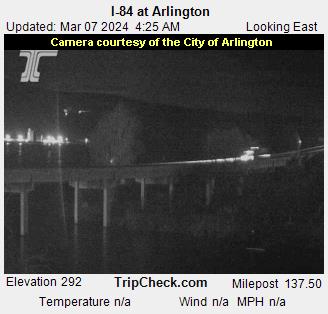 I-84 at Arlington
Updated: Mar 07 2024 4:25 AM Looking East
Camera courtesy of the City of Arlington
Elevation 292 TripCheck.com Milepost 137.50
Temperature n/a Wind n/a MPH n/a